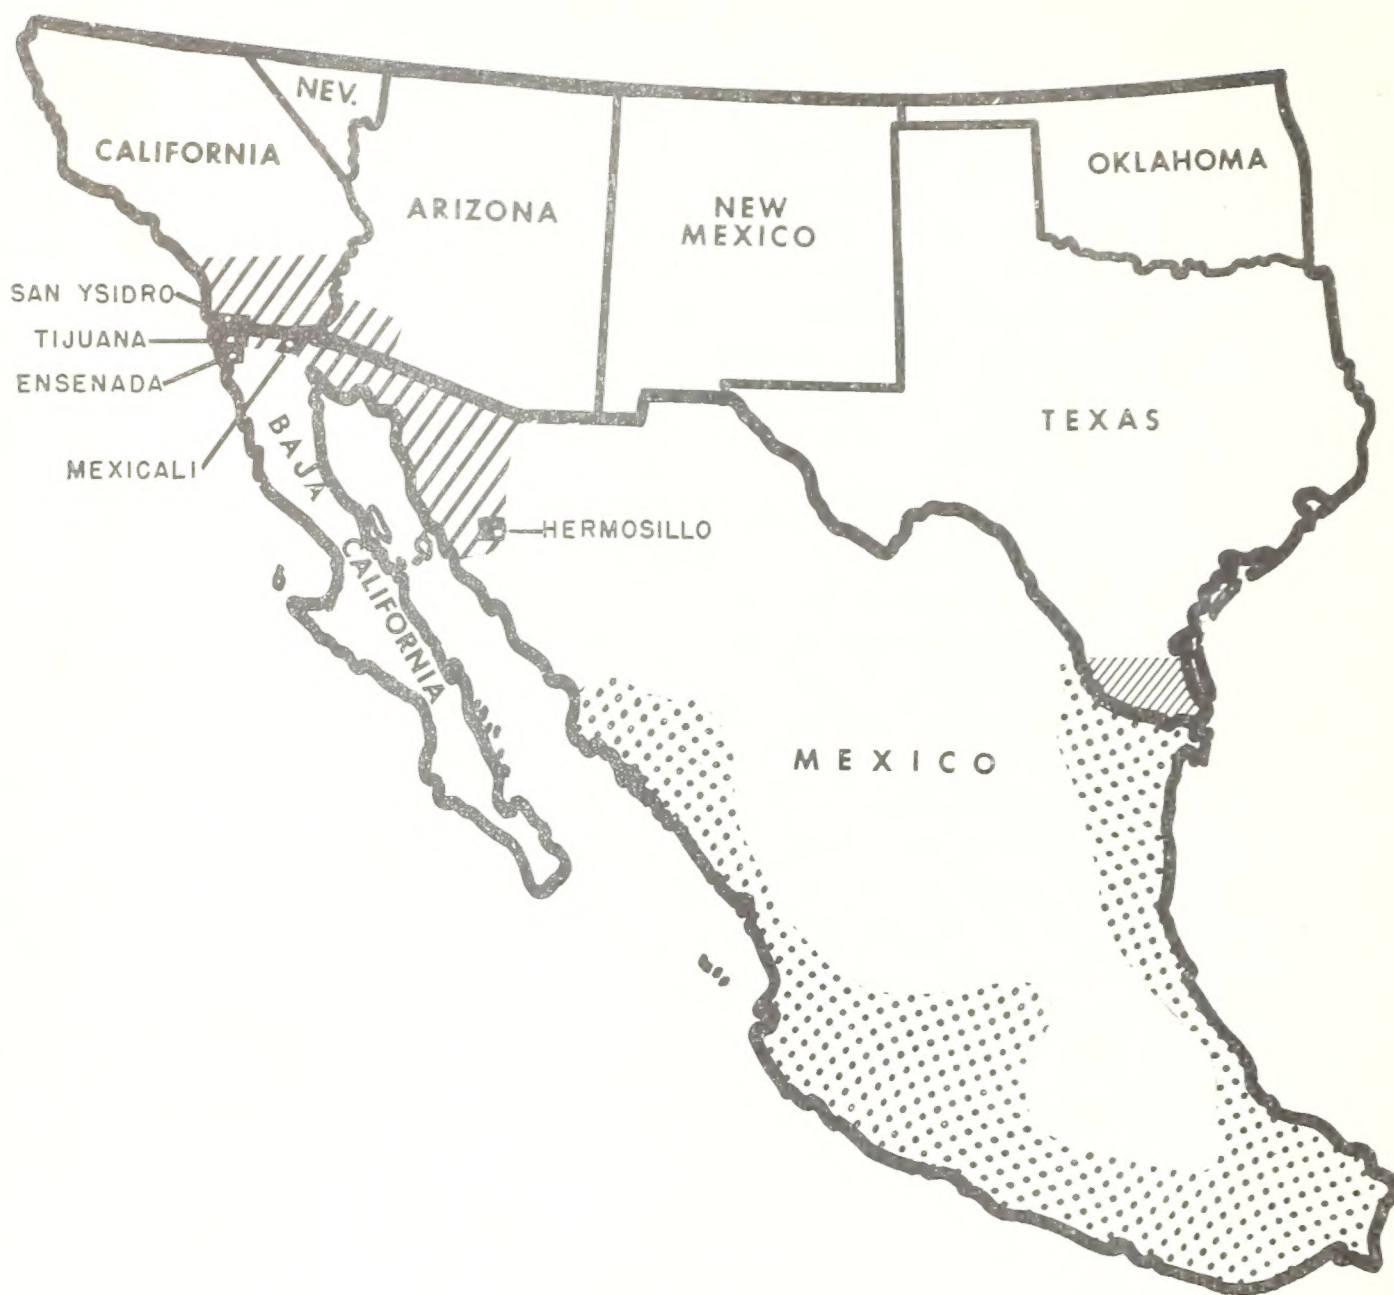 NEV.
CALIFORNIA
ARIZONA
NEW
MEXICO
OKLAHOMA
SAN YSIDRO
TIJUANA
ENSENADA
MEXICALI
BAJA
CALIFORNIA
HERMOSILLO
TEXAS
MEXICO